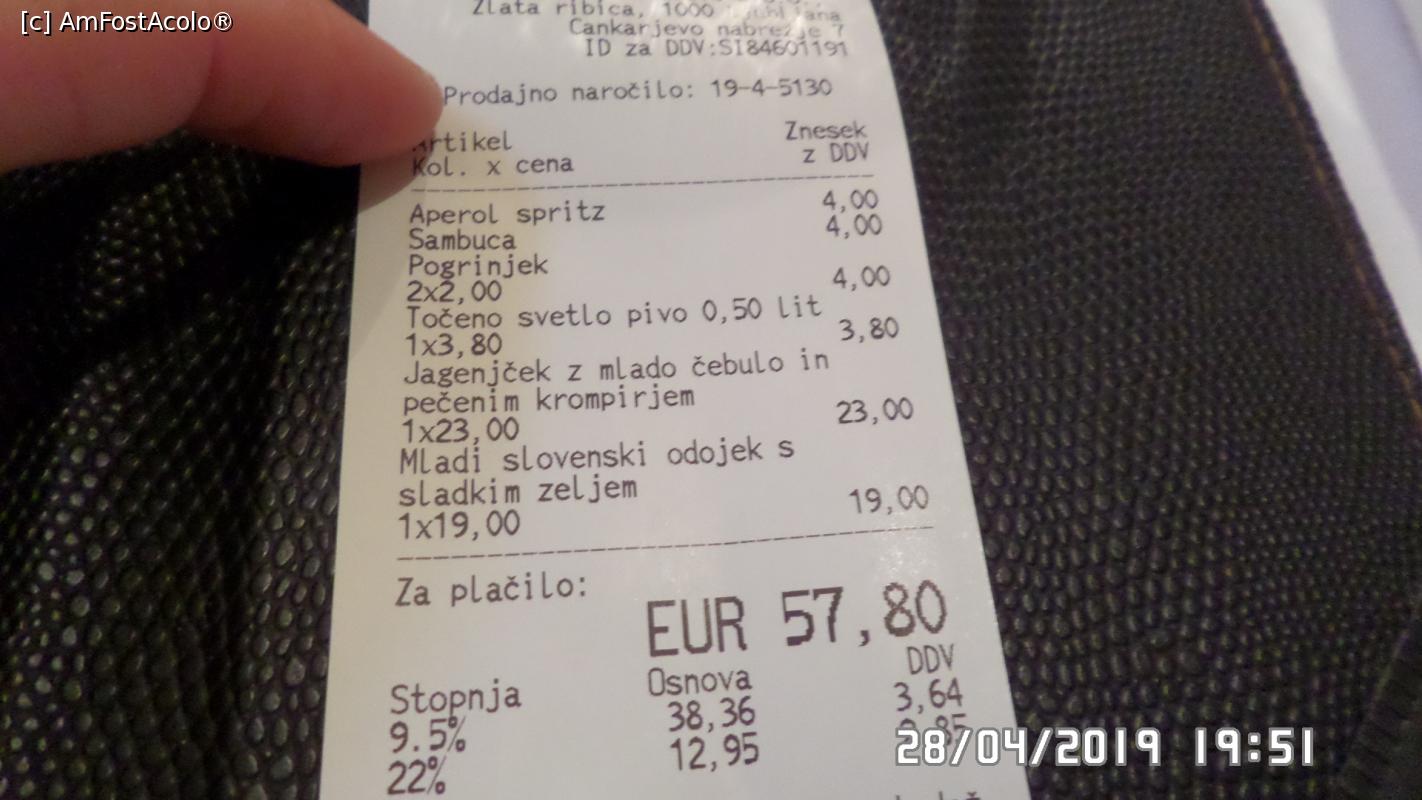 [c] AmFostAcolo®
Zlata ribica, 1000 Ljubljana
Cankarjevo nabrežje 7
ID za DDV:SI84601191
Prodajno naročilo: 19-4-5130
Artikel Znesek
Kol. x cena z DDV
Aperol spritz 4,00
Sambuca 4,00
Pogrinjek
2x2,00 4,00
Točeno svetlo pivo 0,50 lit
1x3,80 3,80
Jagenjček z mlado čebulo in
pečenim krompirjem
1x23,00 23,00
Mladi slovenski odojek s
sladkim zeljem
1x19,00 19,00
Za plačilo:
EUR 57,80
Stopnja Osnova DDV
9.5% 38,36 3,64
22% 12,95 2,85
28/04/2019 19:51